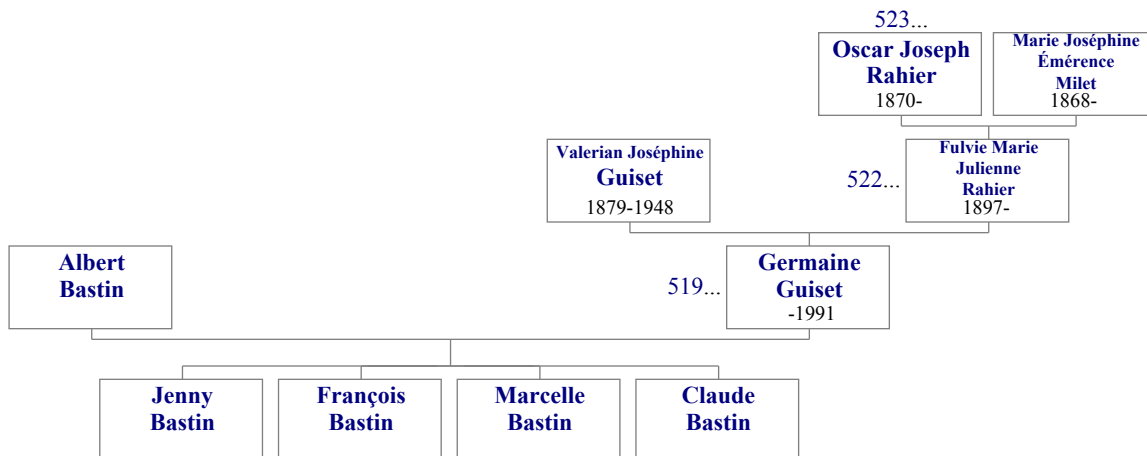 523...
Oscar Joseph
Rahier
1870-
Marie Joséphine
Émérence
Milet
1868-
Valerian Joséphine
Guiset
1879-1948
522...
Fulvie Marie
Julienne
Rahier
1897-
Albert
Bastin
519...
Germaine
Guiset
-1991
Jenny
Bastin
François
Bastin
Marcelle
Bastin
Claude
Bastin